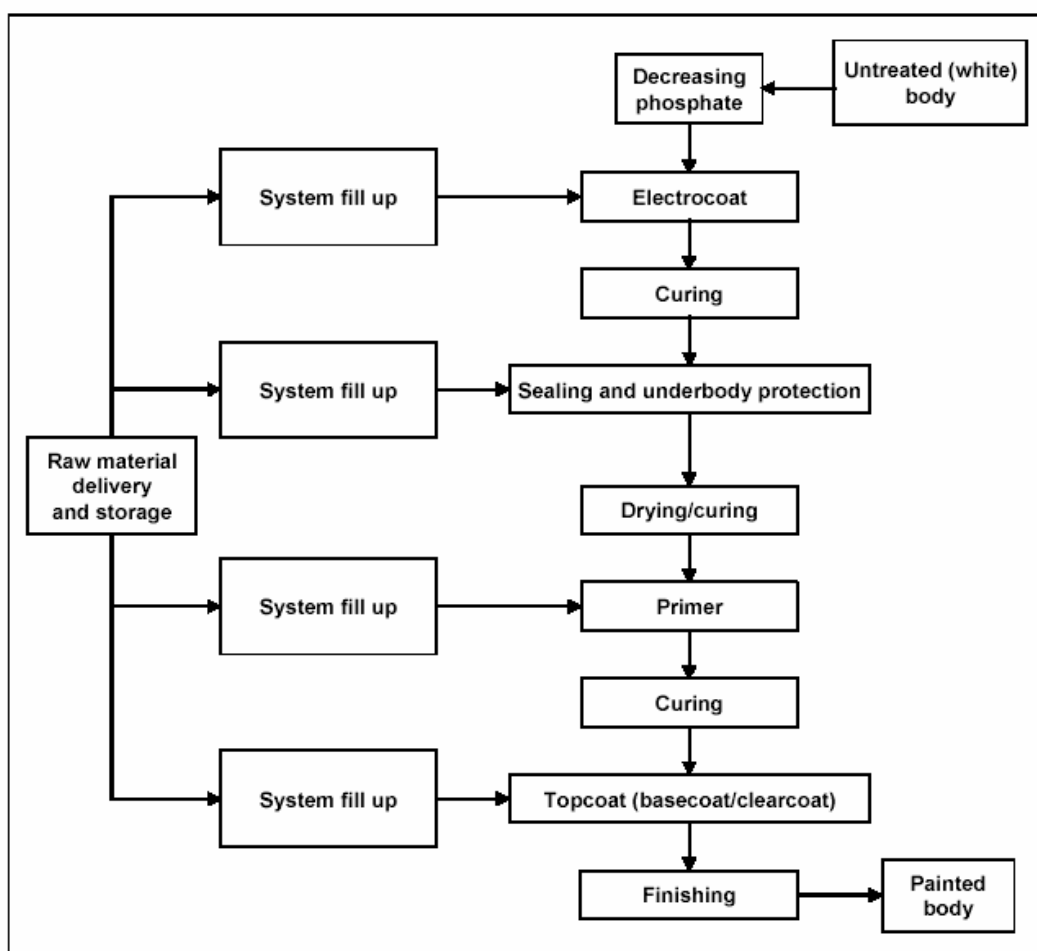 Decreasing
phosphate
Untreated (white)
body
System fill up
Electrocoat
Curing
System fill up
Sealing and underbody protection
Raw material
delivery
and storage
Drying/curing
System fill up
Primer
Curing
System fill up
Topcoat (basecoat/clearcoat)
Finishing
Painted
body